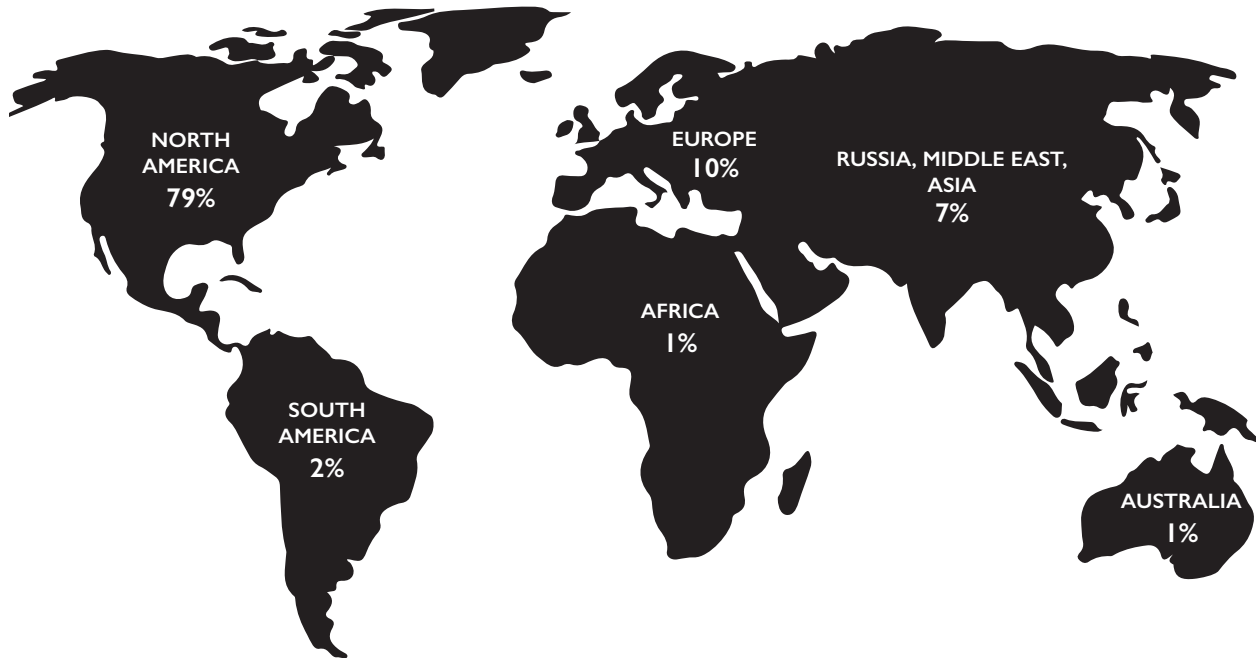 NORTH
AMERICA
79%
EUROPE
10%
RUSSIA, MIDDLE EAST,
ASIA
7%
AFRICA
1%
SOUTH
AMERICA
2%
AUSTRALIA
1%